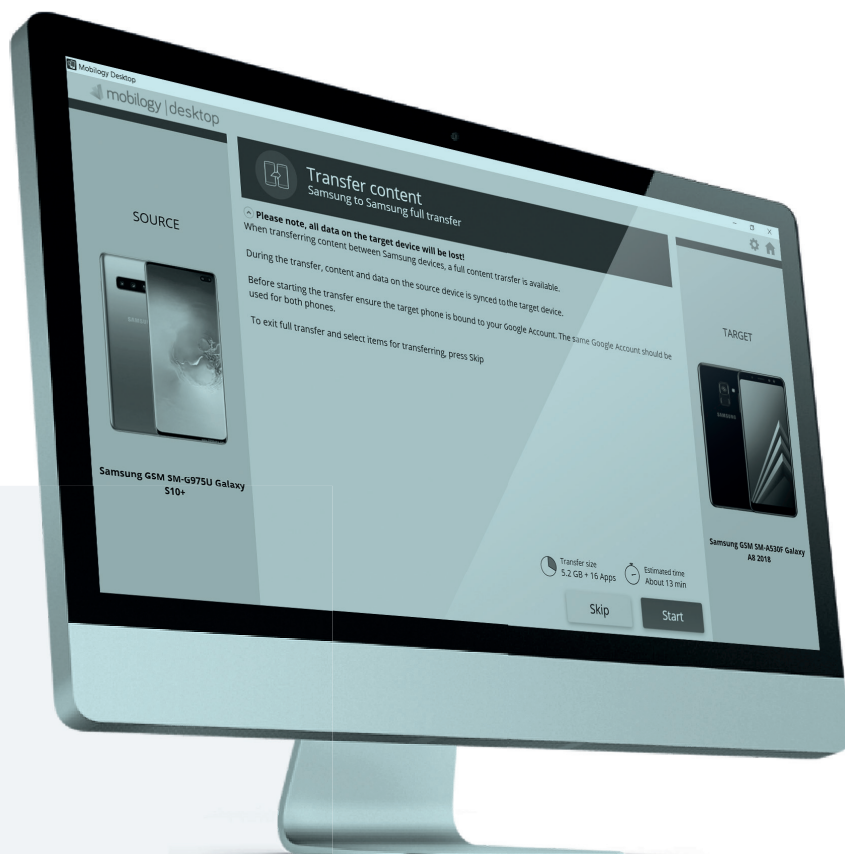 Mobilogy Desktop
mobilogy | desktop
SOURCE
Samsung GSM SM-G975U Galaxy
S10+
Transfer content
Samsung to Samsung full transfer
Please note, all data on the target device will be lost!
When transferring content between Samsung devices, a full content transfer is available.
During the transfer, content and data on the source device is synced to the target device.
Before starting the transfer ensure the target phone is bound to your Google Account. The same Google Account should be
used for both phones.
To exit full transfer and select items for transferring, press Skip
Transfer size
5.2 GB + 16 Apps
Estimated time
About 13 min
Skip
Start
TARGET
SAMSUNG
Samsung GSM SM-A530F Galaxy
A8 2018